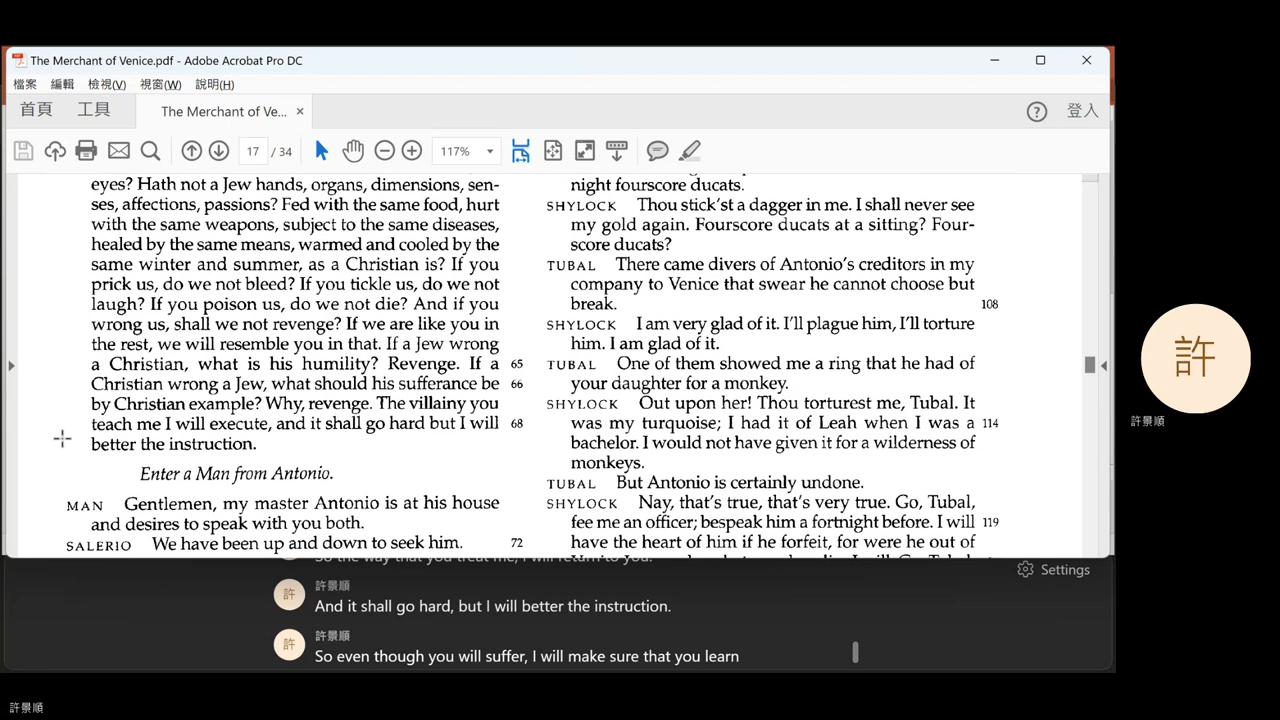 The Merchant of Venice.pdf - Adobe Acrobat Pro DC
檔案 編輯 檢視(V) 視窗(W) 說明(H)
首頁 工具 The Merchant of Ve... × ? 登入
17 / 34 117%
eyes? Hath not a Jew hands, organs, dimensions, sen-
ses, affections, passions? Fed with the same food, hurt
with the same weapons, subject to the same diseases,
healed by the same means, warmed and cooled by the
same winter and summer, as a Christian is? If you
prick us, do we not bleed? If you tickle us, do we not
laugh? If you poison us, do we not die? And if you
wrong us, shall we not revenge? If we are like you in
the rest, we will resemble you in that. If a Jew wrong
a Christian, what is his humility? Revenge. If a 65
Christian wrong a Jew, what should his sufferance be 66
by Christian example? Why, revenge. The villainy you
teach me I will execute, and it shall go hard but I will 68
better the instruction.
Enter a Man from Antonio.
MAN Gentlemen, my master Antonio is at his house
and desires to speak with you both.
SALERIO We have been up and down to seek him. 72
night fourscore ducats.
SHYLOCK Thou stick'st a dagger in me. I shall never see
my gold again. Fourscore ducats at a sitting? Four-
score ducats?
TUBAL There came divers of Antonio's creditors in my
company to Venice that swear he cannot choose but
break. 108
SHYLOCK I am very glad of it. I'll plague him, I'll torture
him. I am glad of it.
TUBAL One of them showed me a ring that he had of
your daughter for a monkey.
SHYLOCK Out upon her! Thou torturest me, Tubal. It
was my turquoise; I had it of Leah when I was a 114
bachelor. I would not have given it for a wilderness of
monkeys.
TUBAL But Antonio is certainly undone.
SHYLOCK Nay, that's true, that's very true. Go, Tubal,
fee me an officer; bespeak him a fortnight before. I will 119
have the heart of him if he forfeit, for were he out of
So the way that you treat me, I will return to you.
Settings
許 許景順
And it shall go hard, but I will better the instruction.
許 許景順
So even though you will suffer, I will make sure that you learn
許
許景順
許景順